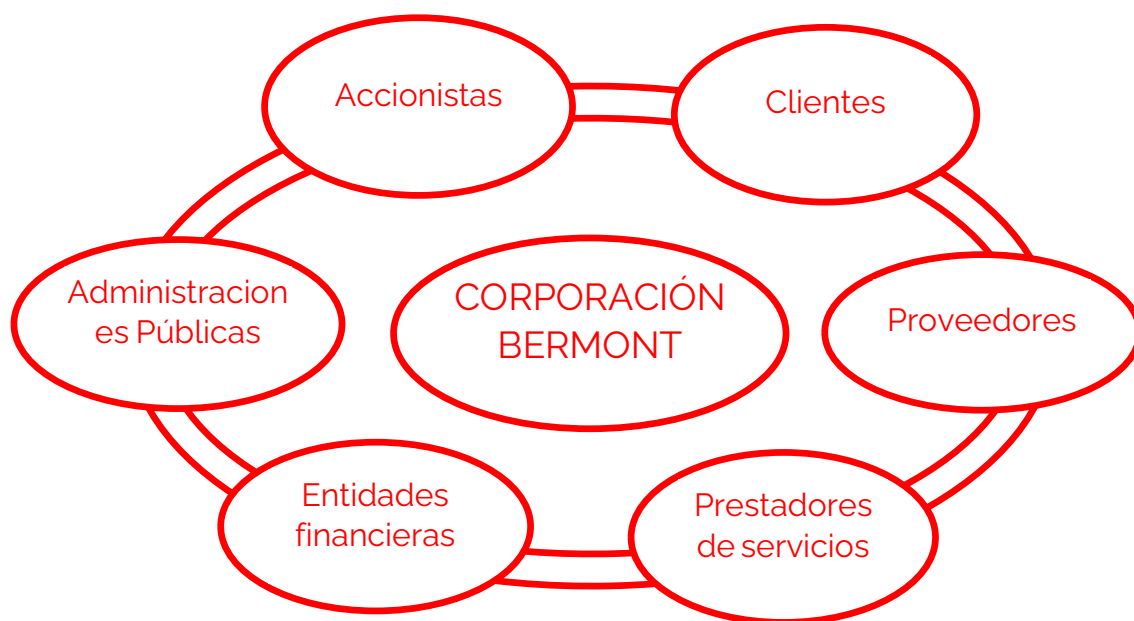 Accionistas
Clientes
Administracion
es Públicas
CORPORACIÓN
BERMONT
Proveedores
Entidades
financieras
Prestadores
de servicios